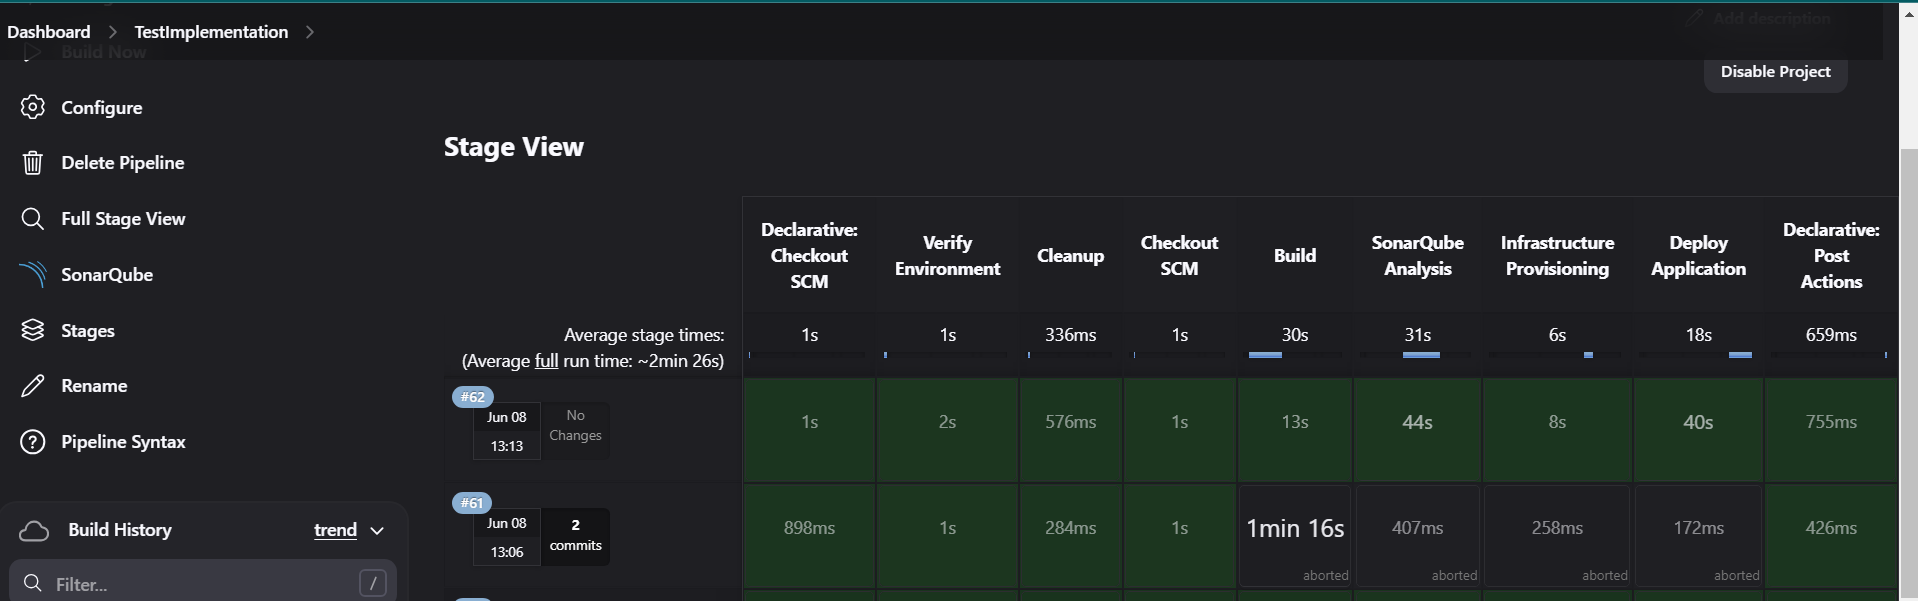 Add description
Dashboard > TestImplementation >
Build Now
Disable Project
Configure
Delete Pipeline
Full Stage View
SonarQube
Stages
Rename
Pipeline Syntax
Build History
trend
Filter...
/
Stage View
Declarative:
Checkout
SCM
Verify
Environment
Cleanup
Checkout
SCM
Build
SonarQube
Analysis
Infrastructure
Provisioning
Deploy
Application
Declarative:
Post
Actions
Average stage times:
(Average full run time: ~2min 26s)
1s
1s
336ms
1s
30s
31s
6s
18s
659ms
#62
Jun 08
13:13
No
Changes
1s
2s
576ms
1s
13s
44s
8s
40s
755ms
#61
Jun 08
13:06
2
commits
898ms
1s
284ms
1s
1min 16s
aborted
407ms
aborted
258ms
aborted
172ms
aborted
426ms